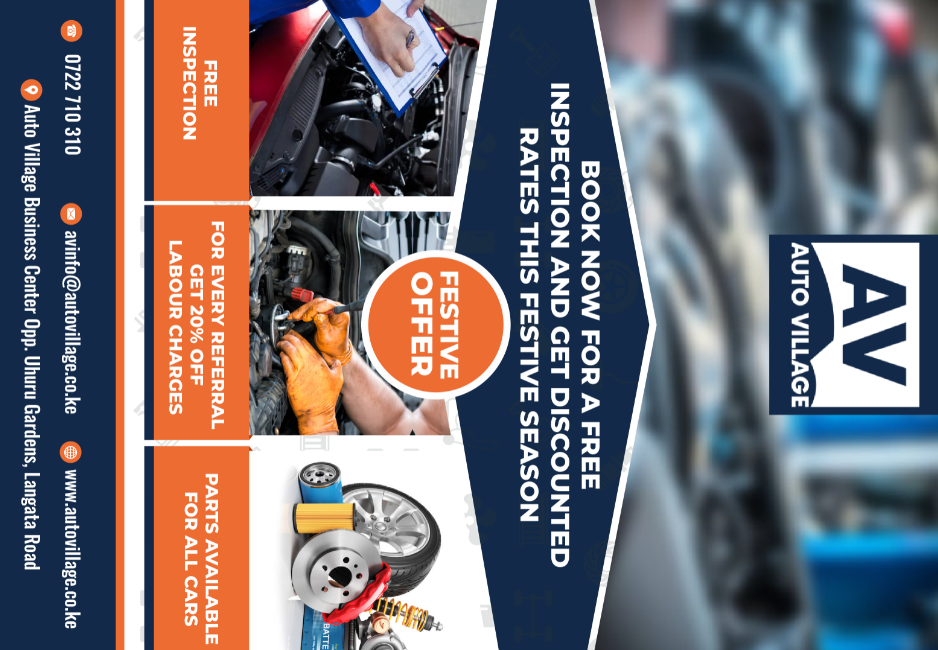 AV
AUTO VILLAGE
BOOK NOW FOR A FREE
INSPECTION AND GET DISCOUNTED
RATES THIS FESTIVE SEASON
FESTIVE
OFFER
FREE
INSPECTION
FOR EVERY REFERRAL
GET 20% OFF
LABOUR CHARGES
BATTE
PARTS AVAILABLE
FOR ALL CARS
0722 710 310 avinfo@autovillage.co.ke www.autovillage.co.ke
Auto Village Business Center Opp. Uhuru Gardens, Langata Road